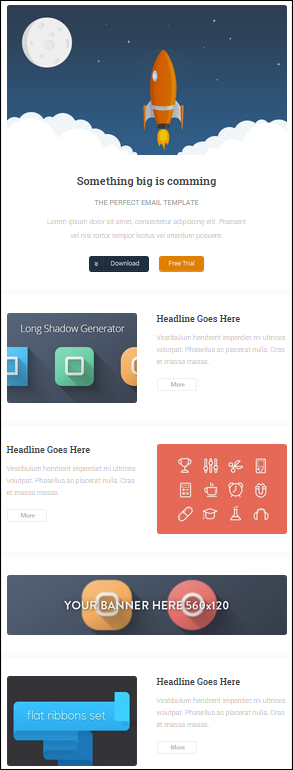 Something big is comming
THE PERFECT EMAIL TEMPLATE
Lorem ipsum dolor sit amet, consectetur adipiscing elit. Praesent
vel nisi tortor tempor lectus vel interdum posuere.
Download
Free Trial
Long Shadow Generator
Headline Goes Here
Vestibulum hendrerit imperdiet mi ultrices
volutpat. Phasellus ac placerat nulla. Cras
et massa massa.
More
Headline Goes Here
Vestibulum hendrerit imperdiet mi ultrices
volutpat. Phasellus ac placerat nulla. Cras
et massa massa.
More
YOUR BANNER HERE 560x120
flat ribbons set
Headline Goes Here
Vestibulum hendrerit imperdiet mi ultrices
volutpat. Phasellus ac placerat nulla. Cras
et massa massa.
More